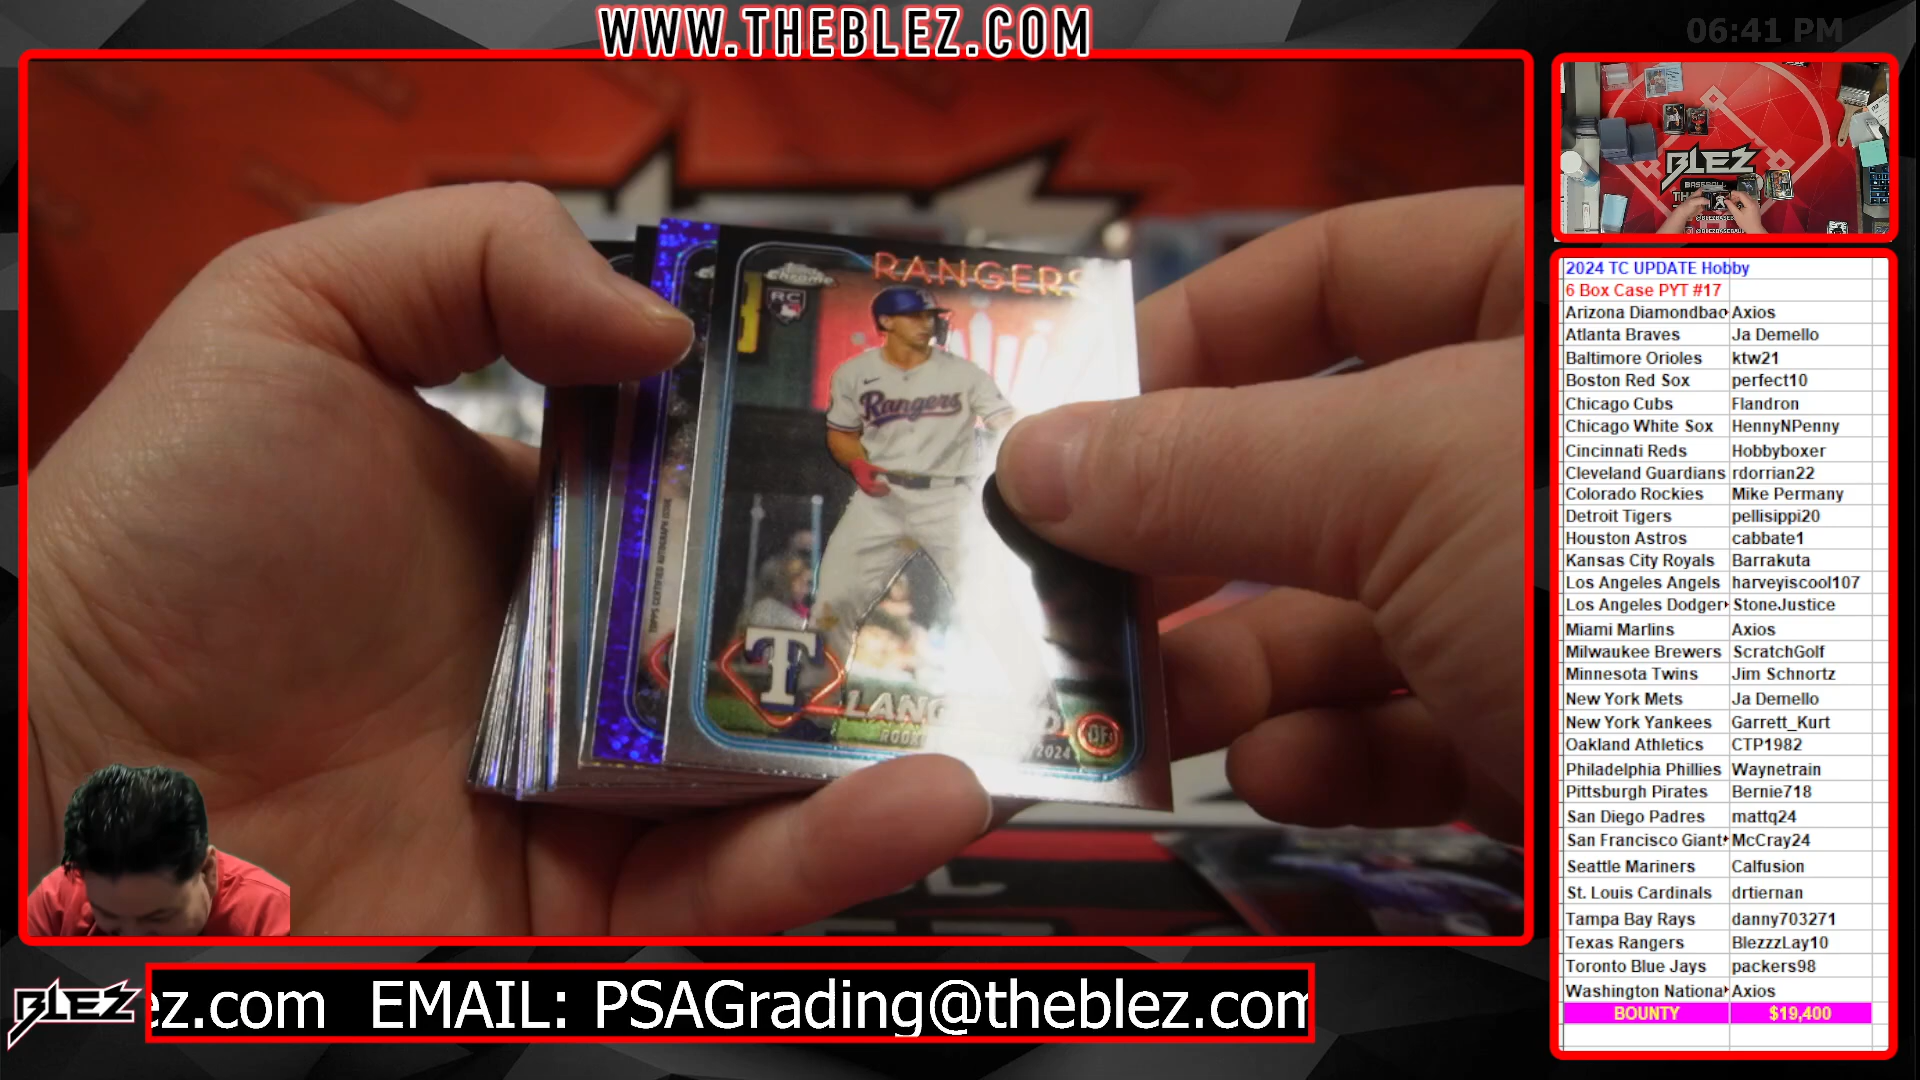 WWW.THEBLEZ.COM
06:41 PM
RANGERS
Chrome
RC
Rangers
T
OF
BLEZ
2024 TC UPDATE Hobby
6 Box Case PYT #17
Arizona Diamondbac Axios
Atlanta Braves Ja Demello
Baltimore Orioles ktw21
Boston Red Sox perfect10
Chicago Cubs Flandron
Chicago White Sox HennyNPenny
Cincinnati Reds Hobbyboxer
Cleveland Guardians rdorrian22
Colorado Rockies Mike Permany
Detroit Tigers pellisippi20
Houston Astros cabbate1
Kansas City Royals Barrakuta
Los Angeles Angels harveyiscool107
Los Angeles Dodger StoneJustice
Miami Marlins Axios
Milwaukee Brewers ScratchGolf
Minnesota Twins Jim Schnortz
New York Mets Ja Demello
New York Yankees Garrett_Kurt
Oakland Athletics CTP1982
Philadelphia Phillies Waynetrain
Pittsburgh Pirates Bernie718
San Diego Padres mattq24
San Francisco Giant McCray24
Seattle Mariners Calfusion
St. Louis Cardinals drtiernan
Tampa Bay Rays danny703271
Texas Rangers BlezzzLay10
Toronto Blue Jays packers98
Washington Nationa Axios
BOUNTY $19,400
BLEZ
ez.com EMAIL: PSAGrading@theblez.com